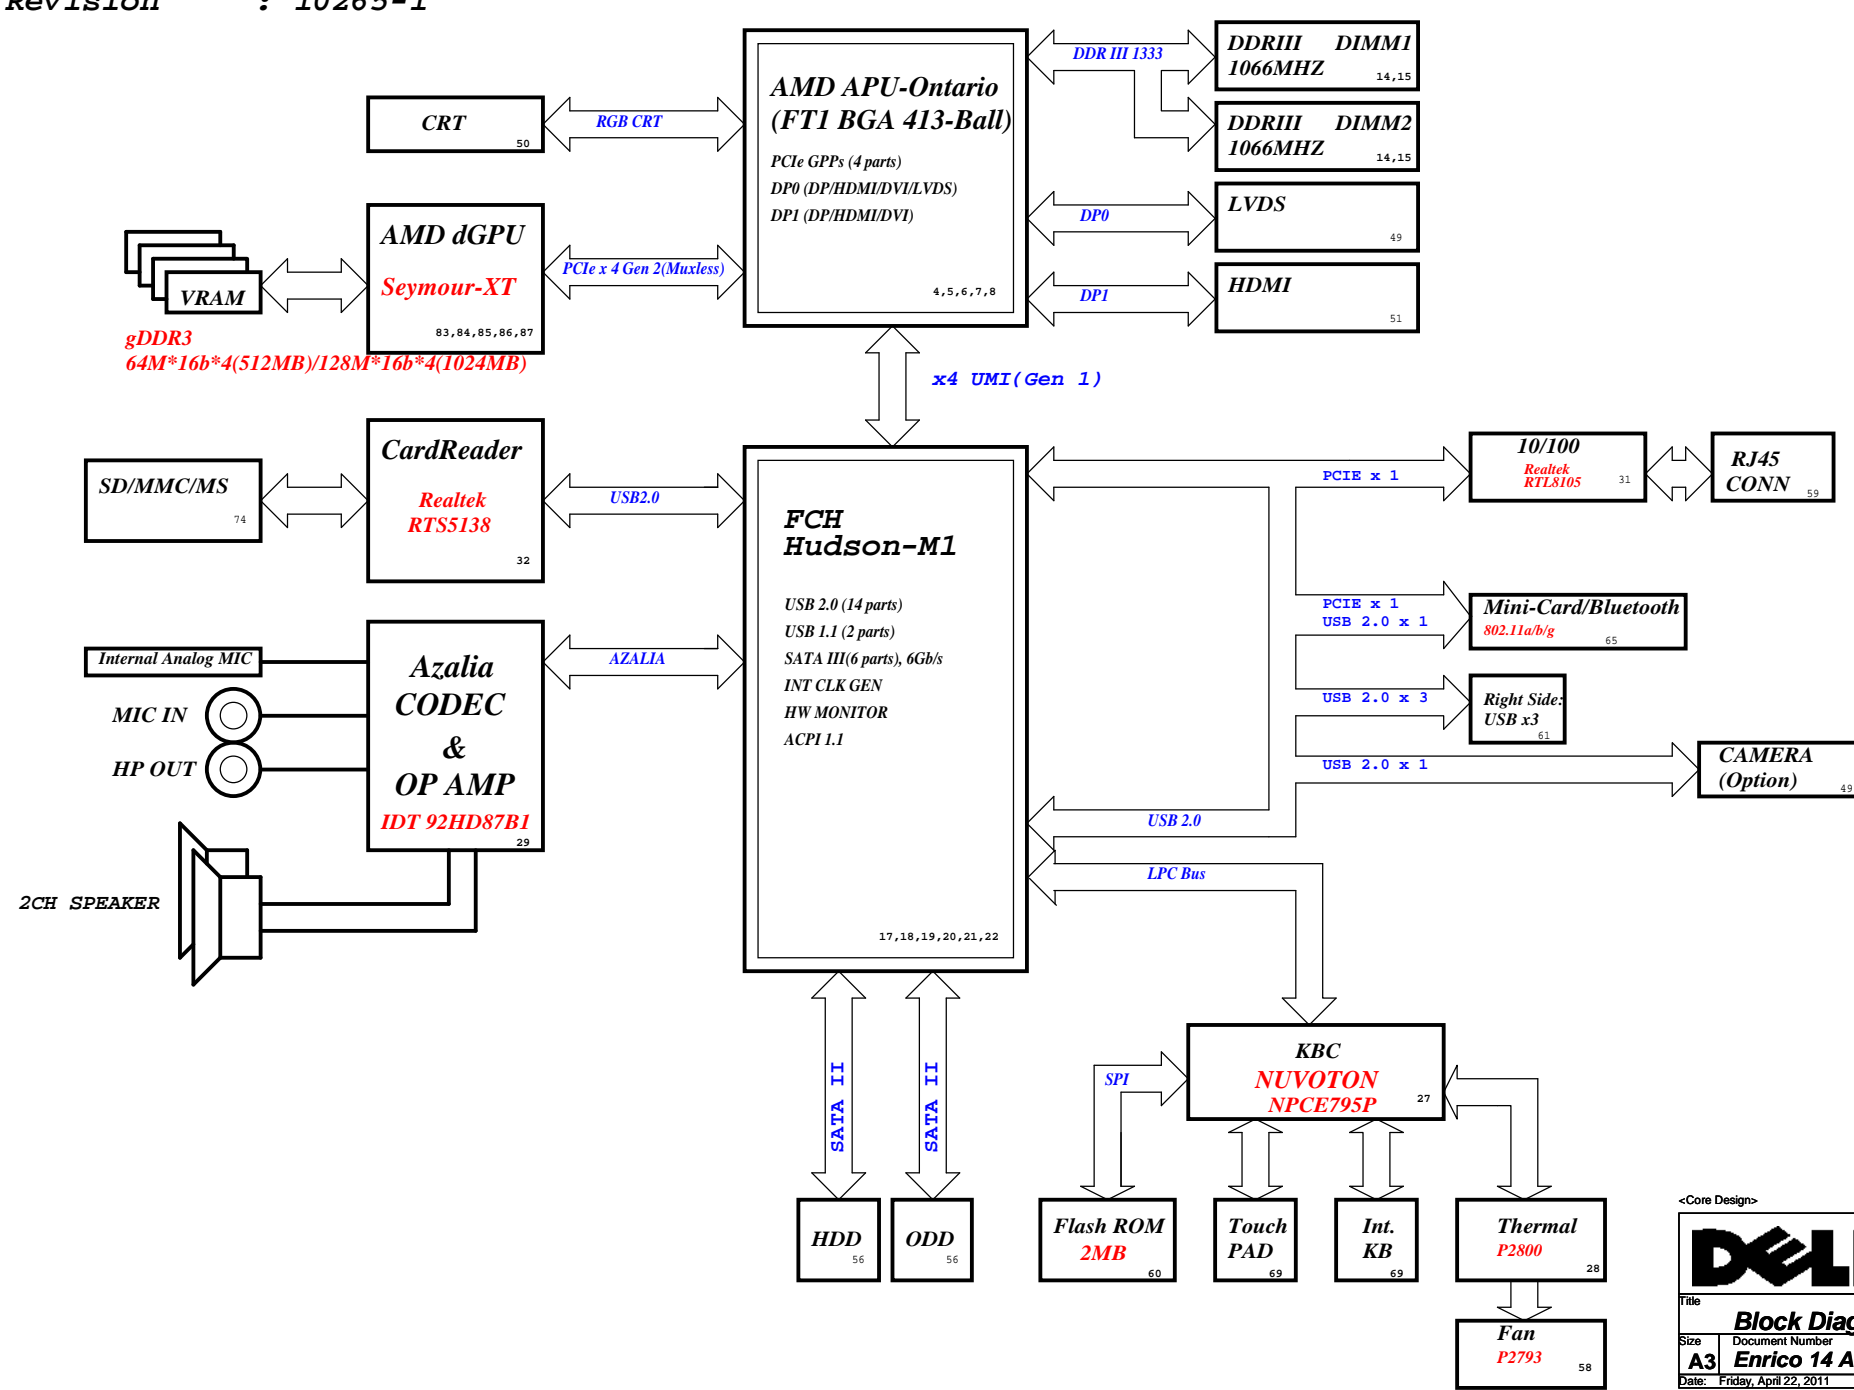 Revision : 10265-1
AMD APU-Ontario
(FT1 BGA 413-Ball)
PCIe GPPs (4 parts)
DP0 (DP/HDMI/DVI/LVDS)
DP1 (DP/HDMI/DVI)
4,5,6,7,8
DDR III 1333
DDRIII DIMM1
1066MHZ
14,15
DDRIII DIMM2
1066MHZ
14,15
CRT
50
RGB CRT
DP0
LVDS
49
DP1
HDMI
51
AMD dGPU
Seymour-XT
83,84,85,86,87
PCIe x 4 Gen 2(Muxless)
VRAM
gDDR3
64M*16b*4(512MB)/128M*16b*4(1024MB)
x4 UMI(Gen 1)
SD/MMC/MS
74
CardReader
Realtek
RTS5138
32
USB2.0
FCH
Hudson-M1
USB 2.0 (14 parts)
USB 1.1 (2 parts)
SATA III(6 parts), 6Gb/s
INT CLK GEN
HW MONITOR
ACPI 1.1
17,18,19,20,21,22
PCIE x 1
10/100
Realtek
RTL8105
31
RJ45
CONN
59
PCIE x 1
USB 2.0 x 1
Mini-Card/Bluetooth
802.11a/b/g
65
USB 2.0 x 3
Right Side:
USB x3
61
USB 2.0 x 1
CAMERA
(Option)
49
USB 2.0
LPC Bus
Internal Analog MIC
MIC IN
HP OUT
2CH SPEAKER
Azalia
CODEC
&
OP AMP
IDT 92HD87B1
29
AZALIA
SATA II
SATA II
HDD
56
ODD
56
KBC
NUVOTON
NPCE795P
27
SPI
Flash ROM
2MB
60
Touch
PAD
69
Int.
KB
69
Thermal
P2800
28
Fan
P2793
58
<Core Design>
DELL
Title
Block Diag
Size
Document Number
A3
Enrico 14 A
Date: Friday, April 22, 2011